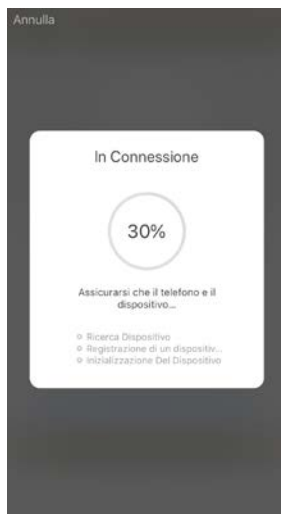 Annulla
In Connessione
30%
Assicurarsi che il telefono e il
dispositivo...
Ricerca Dispositivo
Registrazione di un dispositiv...
Inizializzazione Del Dispositivo